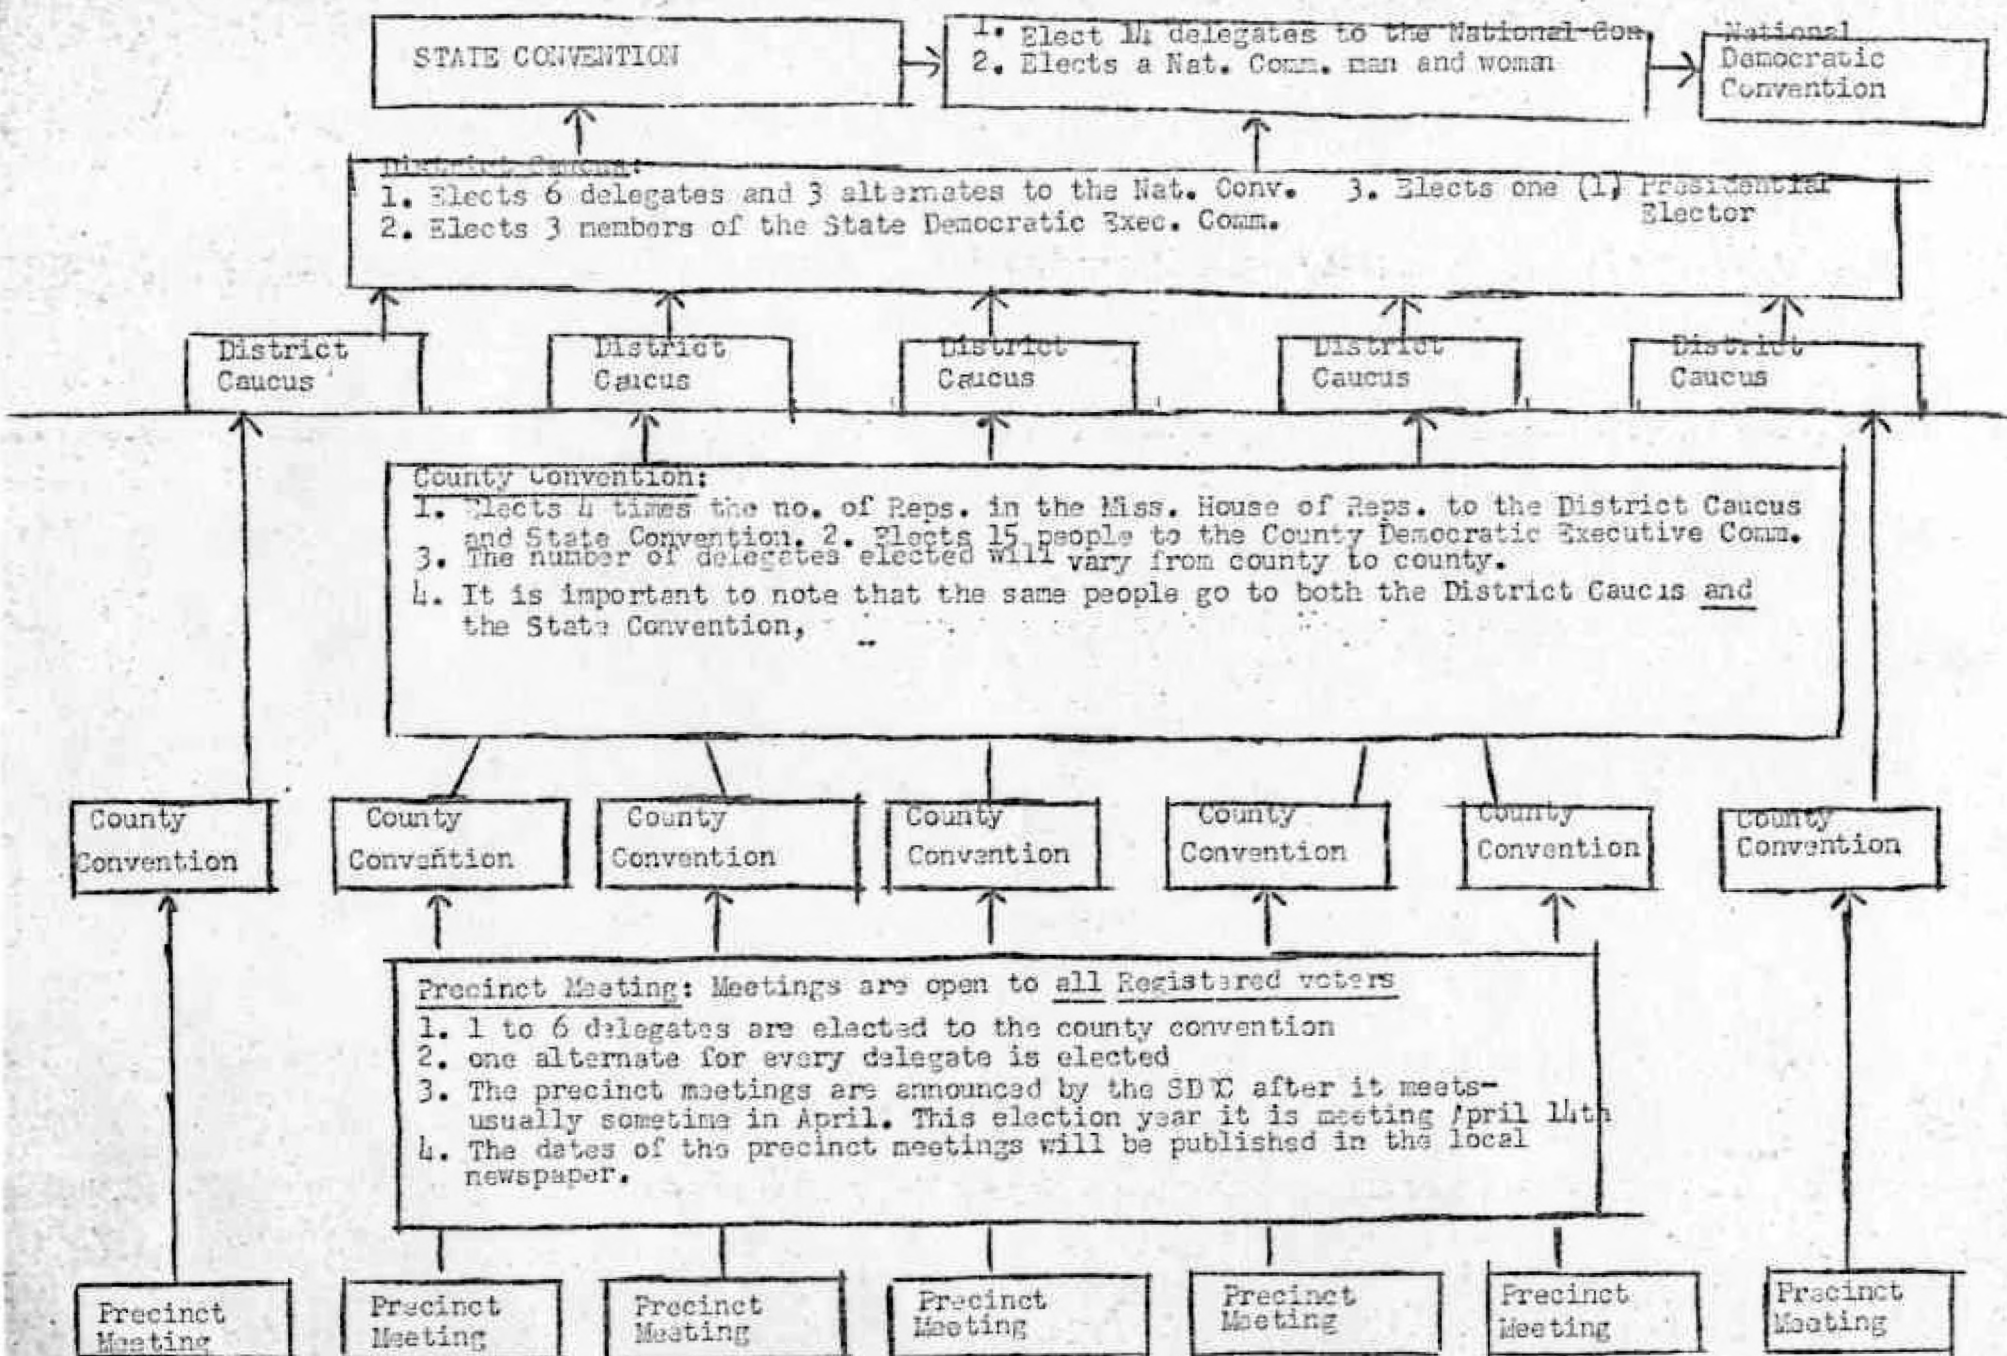 STATE CONVENTION
1. Elect 14 delegates to the National Con.
2. Elects a Nat. Comm. man and woman
National
Democratic
Convention
District Caucus:
1. Elects 6 delegates and 3 alternates to the Nat. Conv.
2. Elects 3 members of the State Democratic Exec. Comm.
3. Elects one (1) Presidential
Elector
District
Caucus
District
Caucus
District
Caucus
District
Caucus
District
Caucus
County Convention:
1. Elects 4 times the no. of Reps. in the Miss. House of Reps. to the District Caucus
and State Convention. 2. Elects 15 people to the County Democratic Executive Comm.
3. The number of delegates elected will vary from county to county.
4. It is important to note that the same people go to both the District Caucus and
the State Convention,
County
Convention
County
Convention
County
Convention
County
Convention
County
Convention
County
Convention
County
Convention
Precinct Meeting: Meetings are open to all Registered voters
1. 1 to 6 delegates are elected to the county convention
2. one alternate for every delegate is elected
3. The precinct meetings are announced by the after it meets-
usually sometime in April. This election year it is meeting April 14th
4. The dates of the precinct meetings will be published in the local
newspaper.
Precinct
Meeting
Precinct
Meeting
Precinct
Meeting
Precinct
Meeting
Precinct
Meeting
Precinct
Meeting
Precinct
Meeting